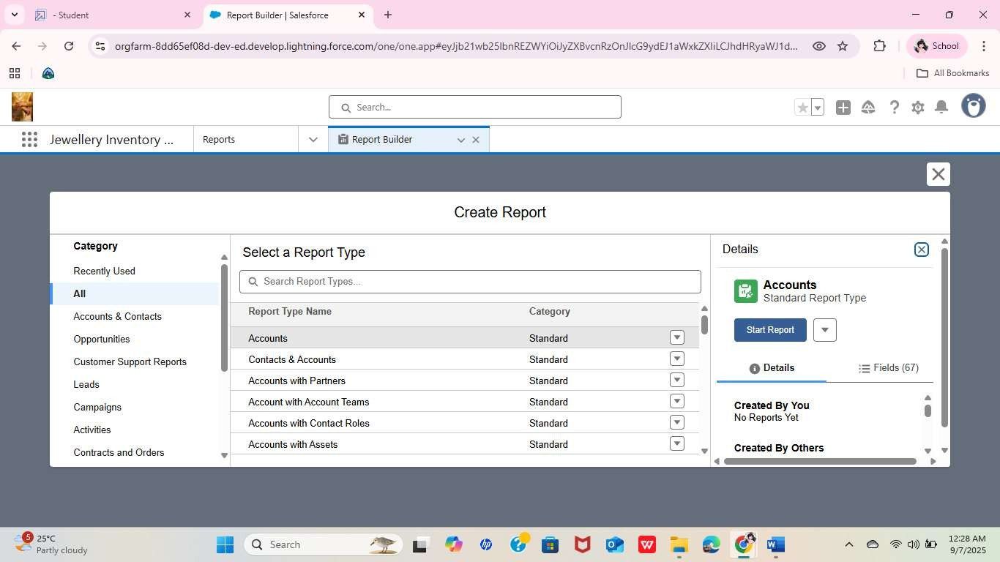 - Student
Report Builder | Salesforce
orgfarm-8dd65ef08d-dev-ed.develop.lightning.force.com/one/one.app#eyJjb21wb25lbnREZWYiOiJyZXBvcnRzOnJlcG9ydEJ1aWxkZXIiLCJhdHRyaWJ1d...
School
All Bookmarks
Search...
Jewellery Inventory ...
Reports
Report Builder
Create Report
Category
Recently Used
All
Accounts & Contacts
Opportunities
Customer Support Reports
Leads
Campaigns
Activities
Contracts and Orders
Select a Report Type
Search Report Types...
Report Type Name Category
Accounts Standard
Contacts & Accounts Standard
Accounts with Partners Standard
Account with Account Teams Standard
Accounts with Contact Roles Standard
Accounts with Assets Standard
Details
Accounts
Standard Report Type
Start Report
Details
Fields (67)
Created By You
No Reports Yet
Created By Others
5
25°C
Partly cloudy
Search
12:28 AM
9/7/2025